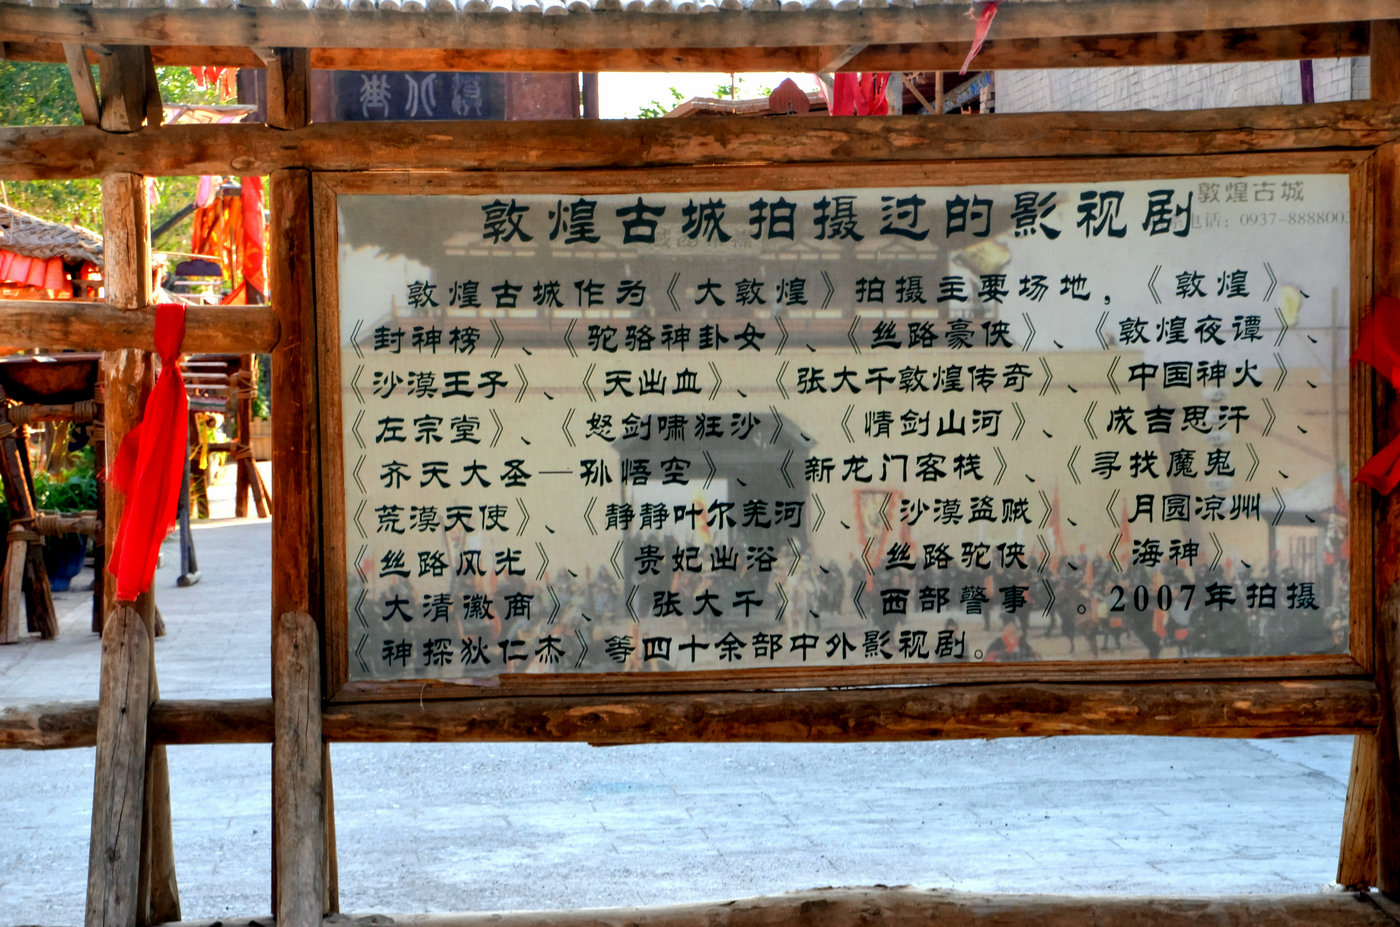 敦煌古城拍摄过的影视剧
敦煌古城
电话：0937-8888003
敦煌古城作为《大敦煌》拍摄主要场地，《敦煌》、
《封神榜》、《驼骆神卦女》、《丝路豪侠》、《敦煌夜谭》、
《沙漠王子》、《天出血》、《张大千敦煌传奇》、《中国神火》、
《左宗堂》、《怒剑啸狂沙》、《情剑山河》、《成吉思汗》、
《齐天大圣—孙悟空》、《新龙门客栈》、《寻找魔鬼》、
《荒漠天使》、《静静叶尔羌河》、《沙漠盗贼》、《月圆凉州》、
《丝路风光》、《贵妃出浴》、《丝路驼侠》、《海神》、
《大清徽商》、《张大千》、《西部警事》。2007年拍摄
《神探狄仁杰》等四十余部中外影视剧。